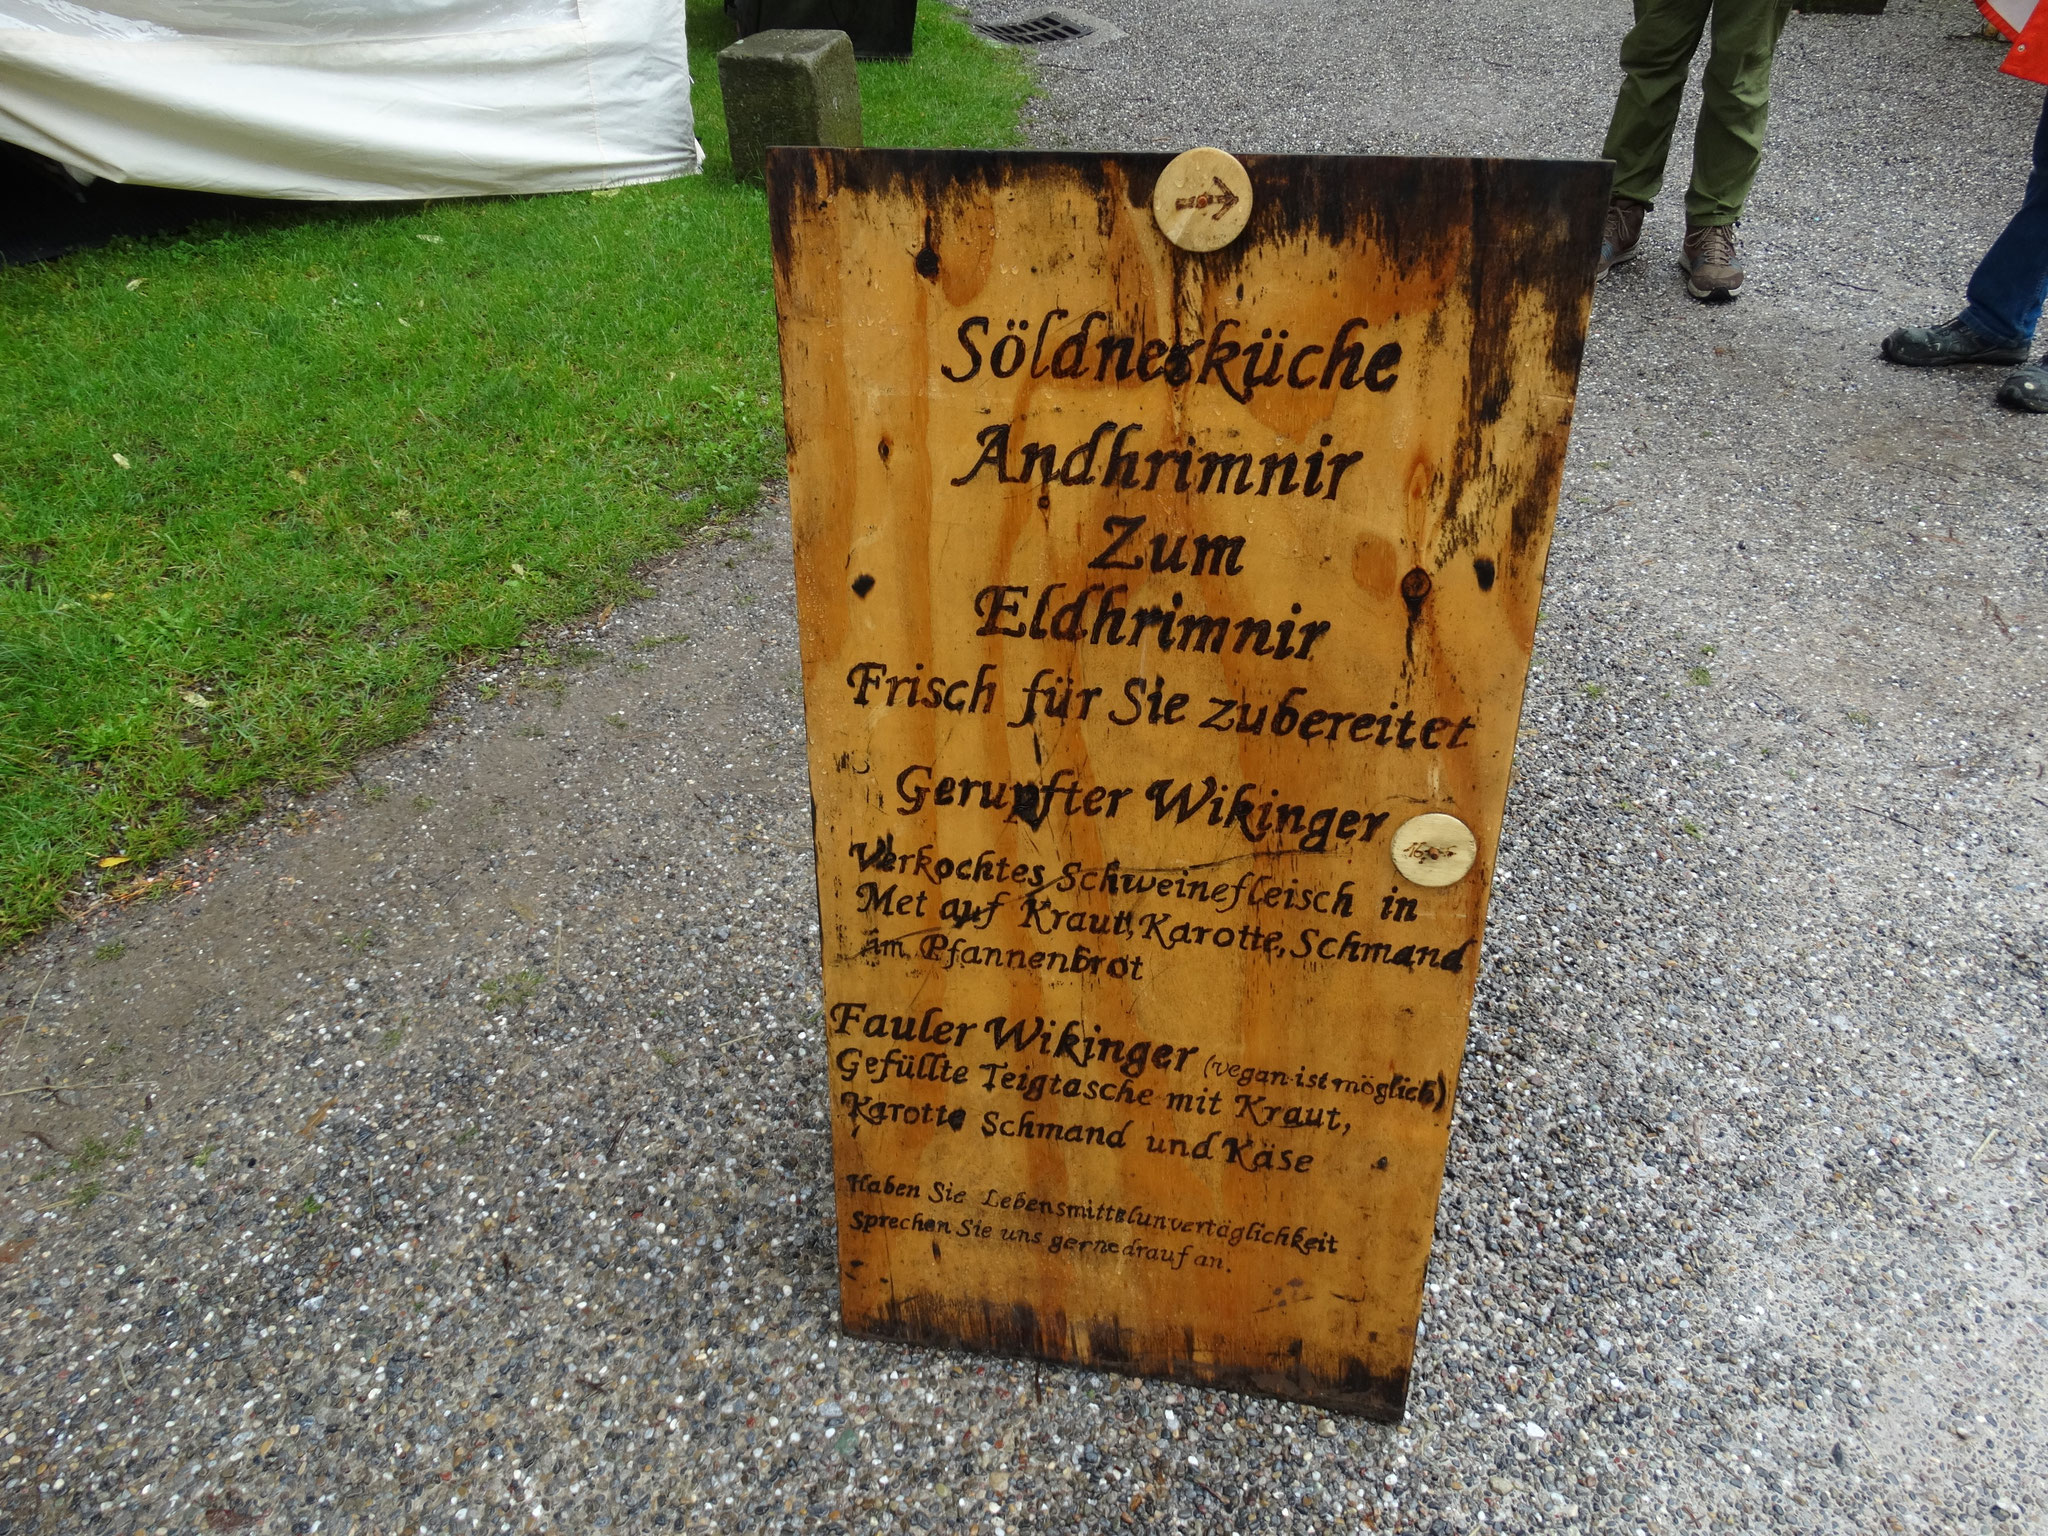 Söldnerküche
Andhrimnir
Zum
Eldhrimnir
Frisch für Sie zubereitet
Gerupfter Wikinger
Verkochtes Schweinefleisch in
Met auf Kraut, Karotte, Schmand
im Pfannenbrot
Fauler Wikinger (vegan ist möglich)
Gefüllte Teigtasche mit Kraut,
Karotte Schmand und Käse
Haben Sie Lebensmittelunvertäglichkeit
Sprechen Sie uns gerne drauf an.